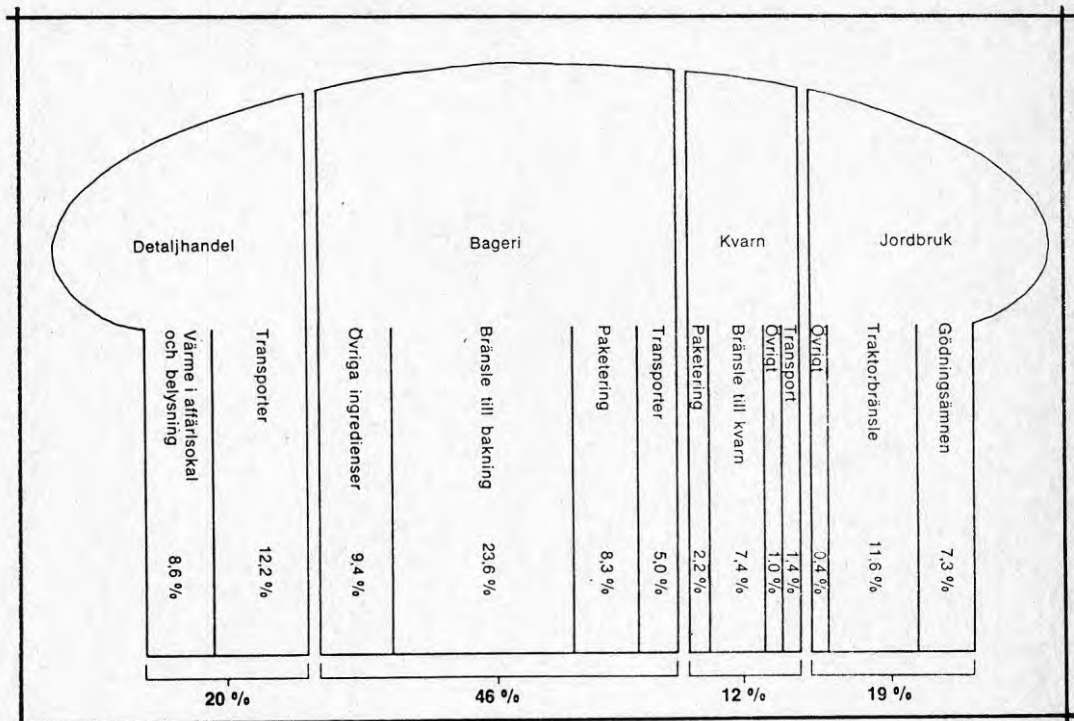 Detaljhandel
Bageri
Kvarn
Jordbruk
Värme i affärlsokal
och belysning
8,6 %
Transporter
12,2 %
Övriga ingredienser
9,4 %
Bränsle till bakning
23,6 %
Paketering
8,3 %
Transporter
5,0 %
Paketering
2,2 %
Bränsle till kvarn
7,4 %
Övrigt
1,0 %
Transport
1,4 %
Övrigt
0,4 %
Traktorbränsle
11,6 %
Gödningsämnen
7,3 %
20 %
46 %
12 %
19 %